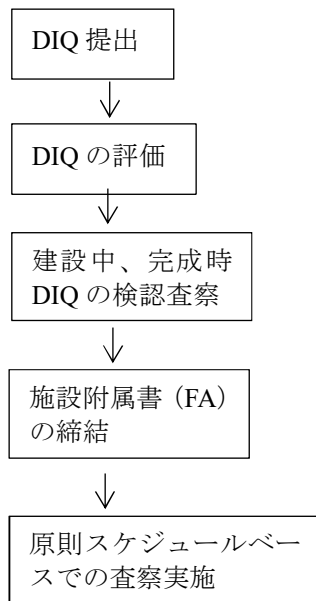 DIQ 提出
DIQ の評価
建設中、完成時
DIQ の検認査察
施設附属書（FA）
の締結
原則スケジュールベー
スでの査察実施